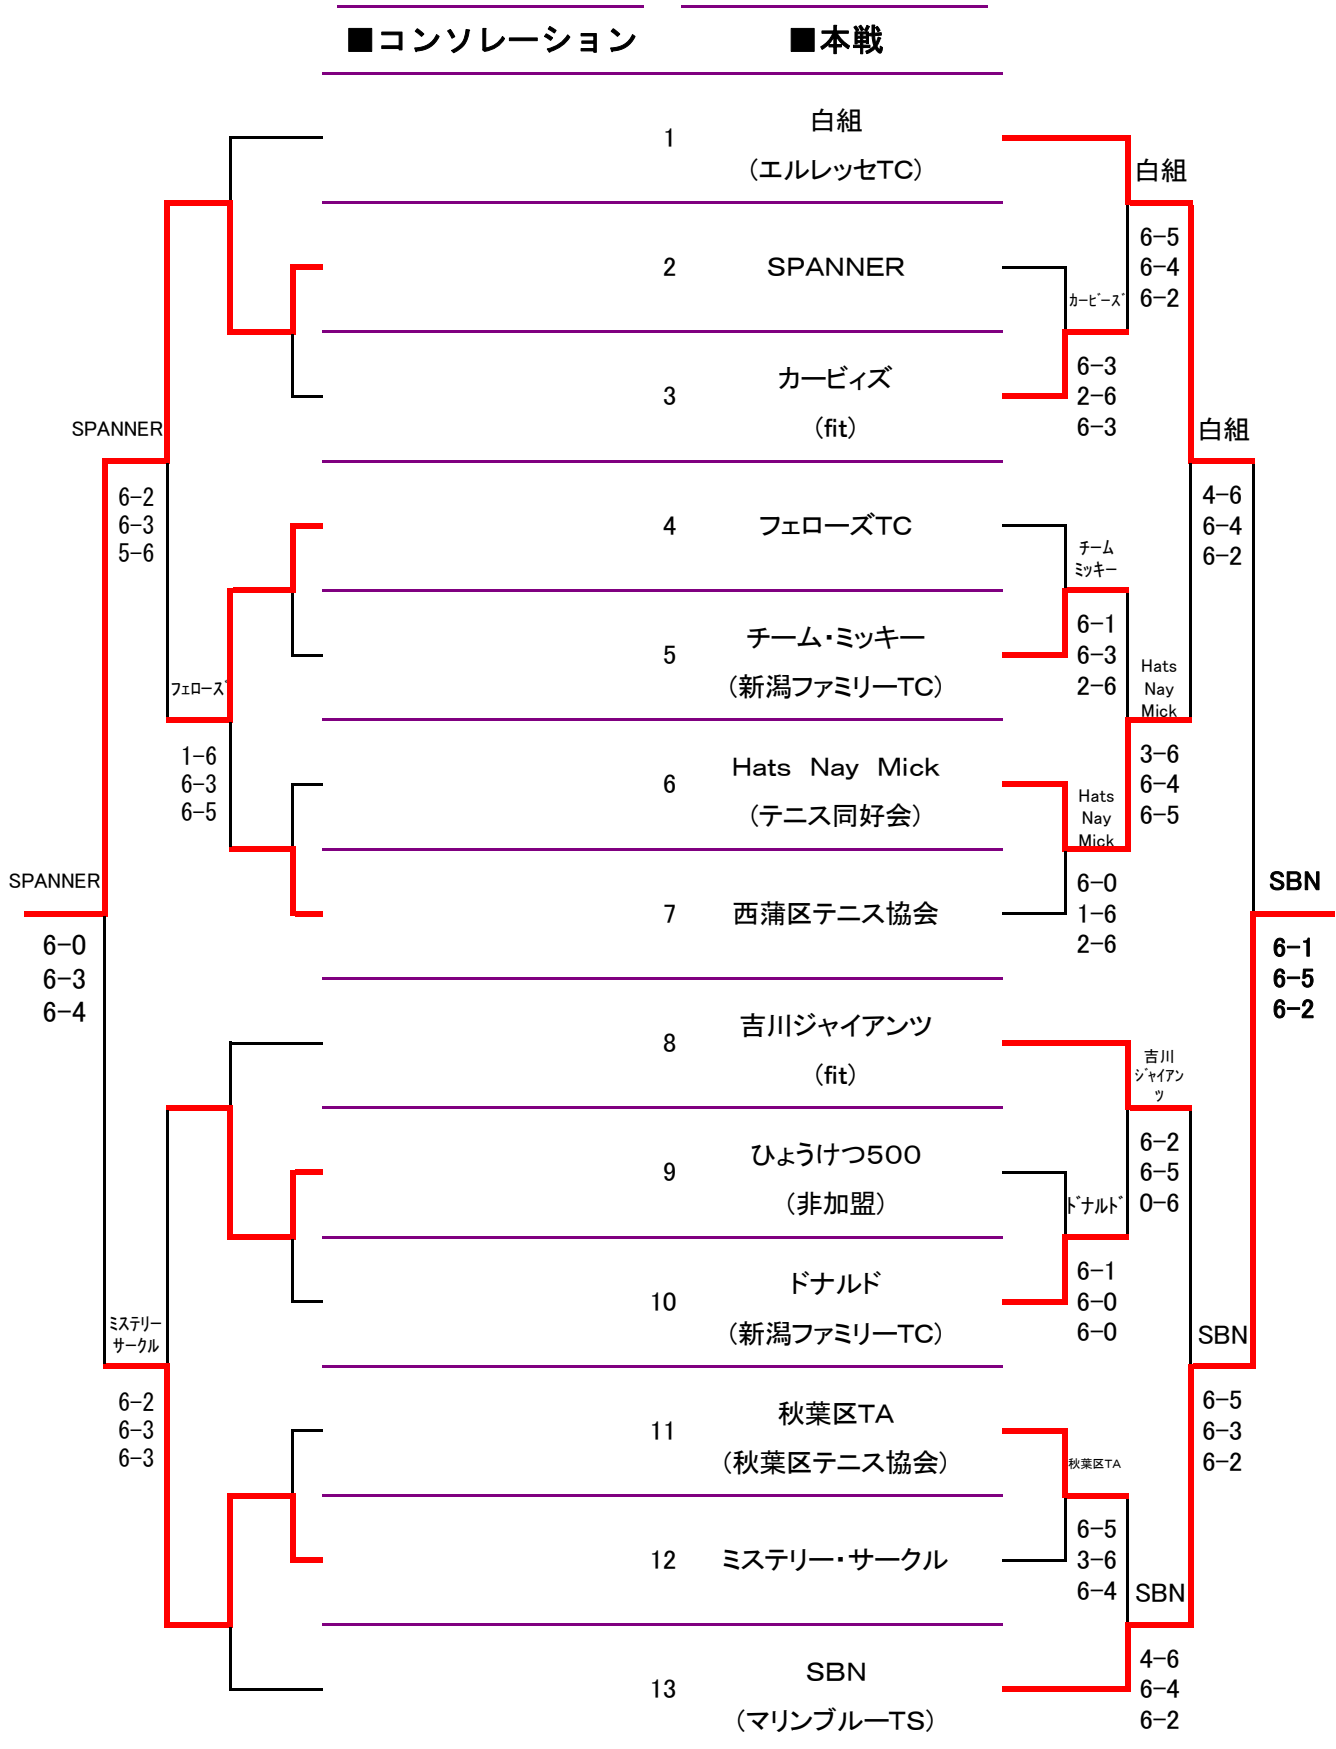 ■コンソレーション
■本戦
1
白組
(エルレッセTC)
2
SPANNER
3
カービィズ
(fit)
4
フェローズTC
5
チーム・ミッキー
(新潟ファミリーTC)
6
Hats Nay Mick
(テニス同好会)
7
西蒲区テニス協会
8
吉川ジャイアンツ
(fit)
9
ひょうけつ500
(非加盟)
10
ドナルド
(新潟ファミリーTC)
11
秋葉区TA
(秋葉区テニス協会)
12
ミステリー・サークル
13
SBN
(マリンブルーTS)
SPANNER
6-2
6-3
5-6
フェローズ
1-6
6-3
6-5
SPANNER
6-0
6-3
6-4
ミステリー
サークル
6-2
6-3
6-3
白組
6-5
6-4
6-2
カービーズ
6-3
2-6
6-3
白組
4-6
6-4
6-2
チーム
ミッキー
6-1
6-3
2-6
Hats
Nay
Mick
3-6
6-4
6-5
Hats
Nay
Mick
6-0
1-6
2-6
SBN
6-1
6-5
6-2
吉川
ジャイアン
ツ
6-2
6-5
0-6
ドナルド
6-1
6-0
6-0
SBN
6-5
6-3
6-2
秋葉区TA
6-5
3-6
6-4
SBN
4-6
6-4
6-2